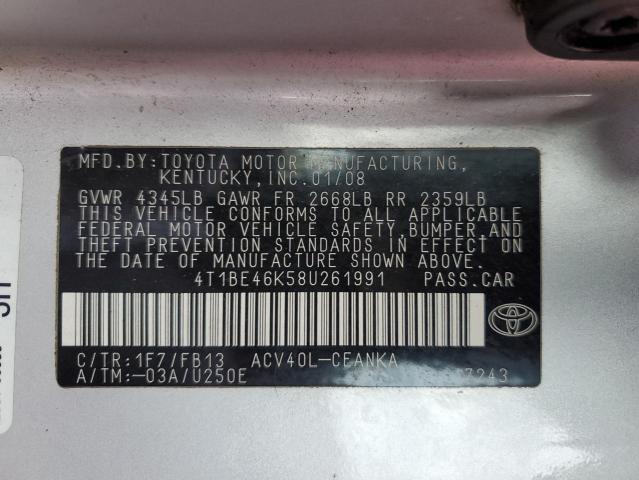 MFD.BY:TOYOTA MOTOR MANUFACTURING,
KENTUCKY,INC.01/08
GVWR 4345LB GAWR FR 2668LB RR 2359LB
THIS VEHICLE CONFORMS TO ALL APPLICABLE
FEDERAL MOTOR VEHICLE SAFETY,BUMPER,AND
THEFT PREVENTION STANDARDS IN EFFECT ON
THE DATE OF MANUFACTURE SHOWN ABOVE.
4T1BE46K58U261991 PASS.CAR
C/TR:1F7/FB13 ACV40L-CEANKA
A/TM:-03A/U250E 7243